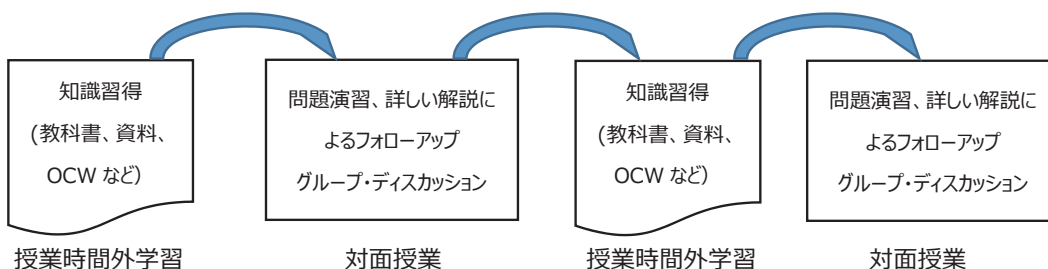 知識習得
(教科書、資料、
OCW など)
問題演習、詳しい解説に
よるフォローアップ
グループ・ディスカッション
知識習得
(教科書、資料、
OCW など)
問題演習、詳しい解説に
よるフォローアップ
グループ・ディスカッション
授業時間外学習
対面授業
授業時間外学習
対面授業